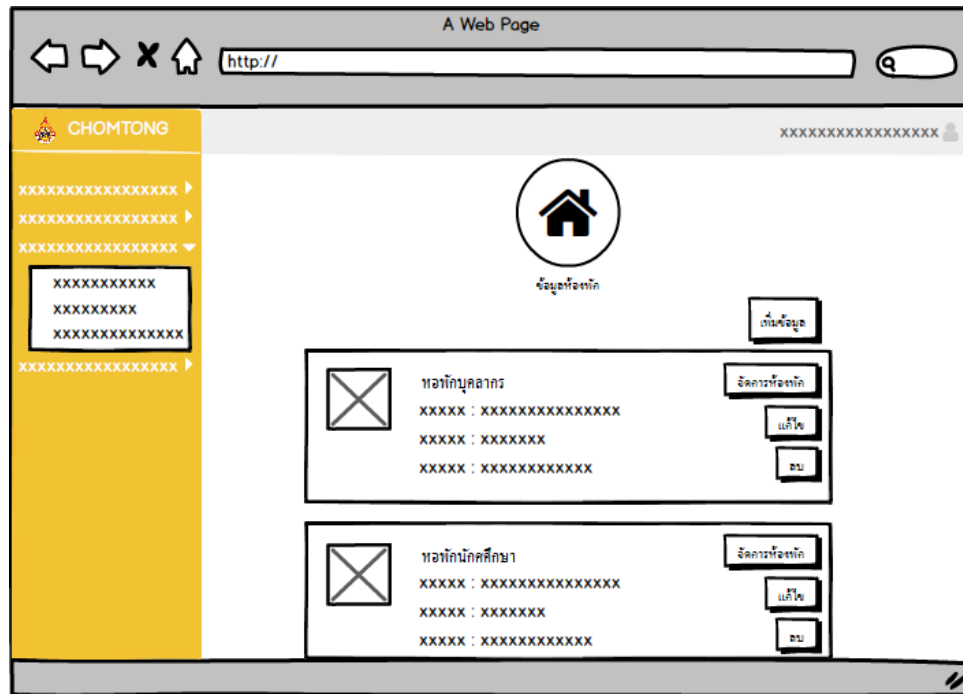 A Web Page
http://
CHOMTONG
xxxxxxxxxxxxxxxxx
xxxxxxxxxxxxxxxxx
xxxxxxxxxxxxxxxxx
xxxxxxxxxxxxxxxxx
xxxxxxxxxxx
xxxxxxxxx
xxxxxxxxxxxxxx
xxxxxxxxxxxxxxxxx
ข้อมูลห้องพัก
เพิ่มข้อมูล
หอพักบุคลากร
xxxxx : xxxxxxxxxxxxxxx
xxxxx : xxxxxxx
xxxxx : xxxxxxxxxxxx
จัดการห้องพัก
แก้ไข
ลบ
หอพักนักศึกษา
xxxxx : xxxxxxxxxxxxxxx
xxxxx : xxxxxxx
xxxxx : xxxxxxxxxxxx
จัดการห้องพัก
แก้ไข
ลบ